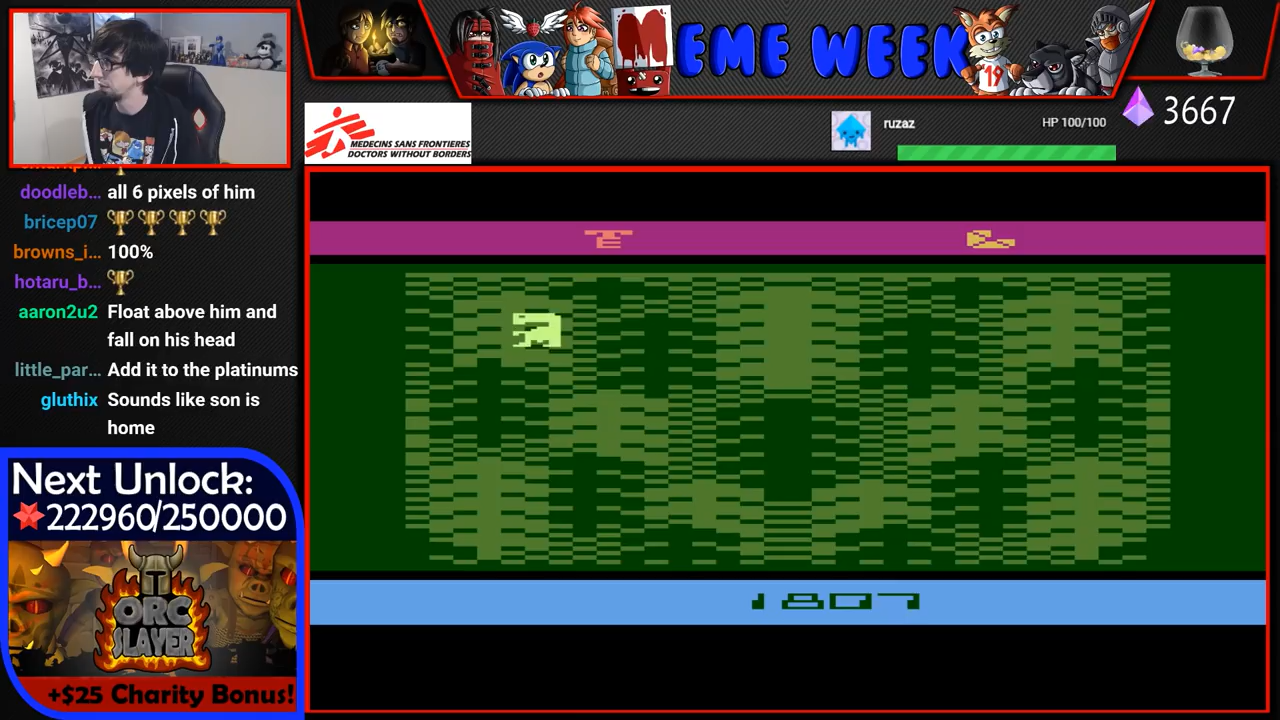 MEME WEEK
19
MEDECINS SANS FRONTIERES
DOCTORS WITHOUT BORDERS
ruzaz
HP 100/100
3667
doodleb... all 6 pixels of him
bricep07
browns_i... 100%
hotaru_b...
aaron2u2 Float above him and
fall on his head
little_par... Add it to the platinums
gluthix Sounds like son is
home
Next Unlock:
222960/250000
ORC
SLAYER
+$25 Charity Bonus!
1807